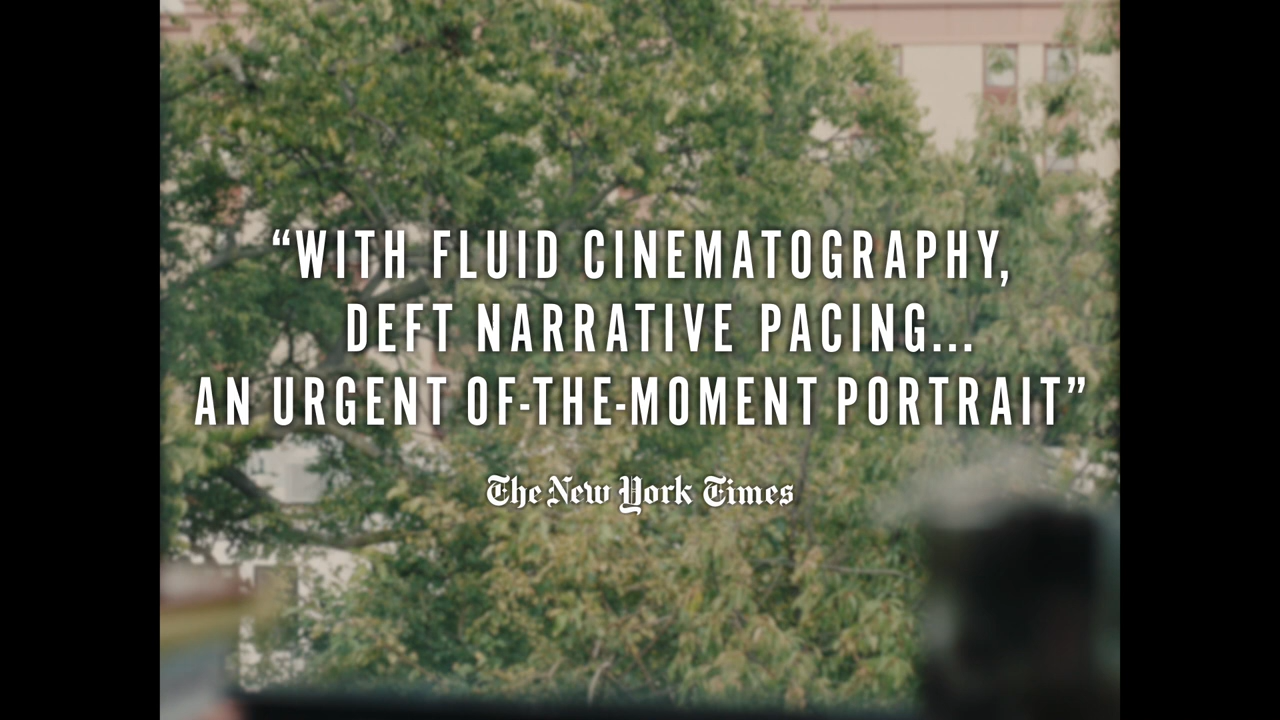 “WITH FLUID CINEMATOGRAPHY,
DEFT NARRATIVE PACING...
AN URGENT OF-THE-MOMENT PORTRAIT”
The New York Times